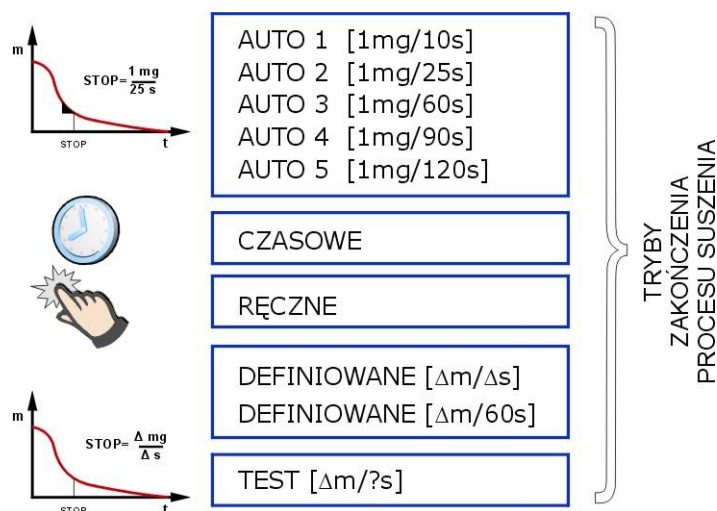 m
STOP= 1 mg
25 s
STOP
t
AUTO 1 [1mg/10s]
AUTO 2 [1mg/25s]
AUTO 3 [1mg/60s]
AUTO 4 [1mg/90s]
AUTO 5 [1mg/120s]
CZASOWE
RĘCZNE
DEFINIOWANE [Δm/Δs]
DEFINIOWANE [Δm/60s]
m
STOP= Δ mg
Δ s
STOP
t
TEST [Δm/?s]
TRYBY
ZAKOŃCZENIA
PROCESU SUSZENIA